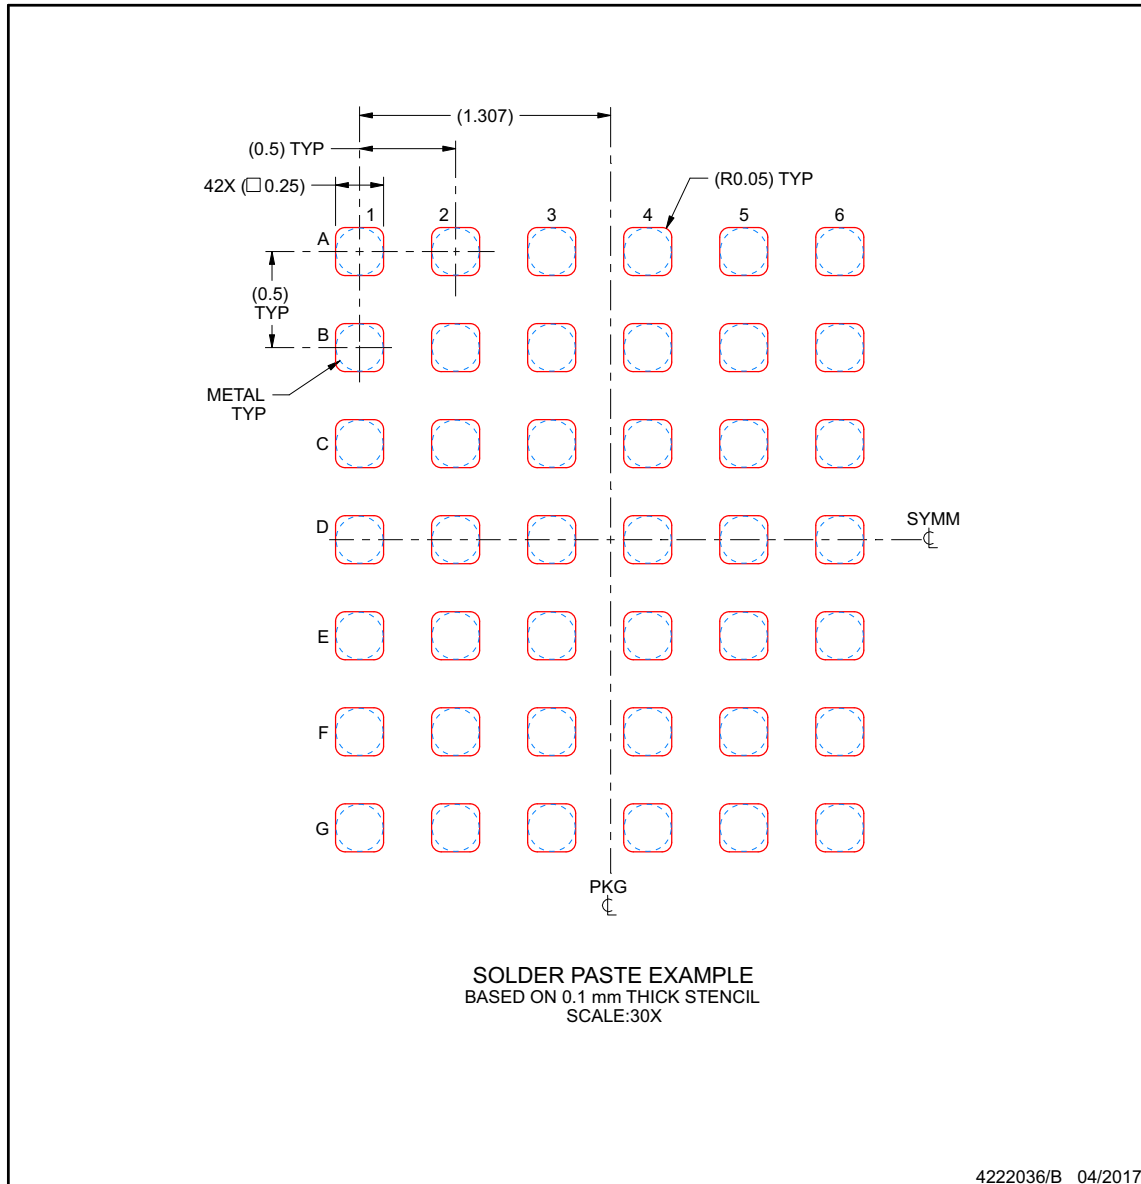 (1.307)
(0.5) TYP
42X (□ 0.25)
(R0.05) TYP
1 2 3 4 5 6
A
(0.5)
TYP
B
METAL
TYP
C
D
SYMM
℄
E
F
G
PKG
℄
SOLDER PASTE EXAMPLE
BASED ON 0.1 mm THICK STENCIL
SCALE:30X
4222036/B 04/2017